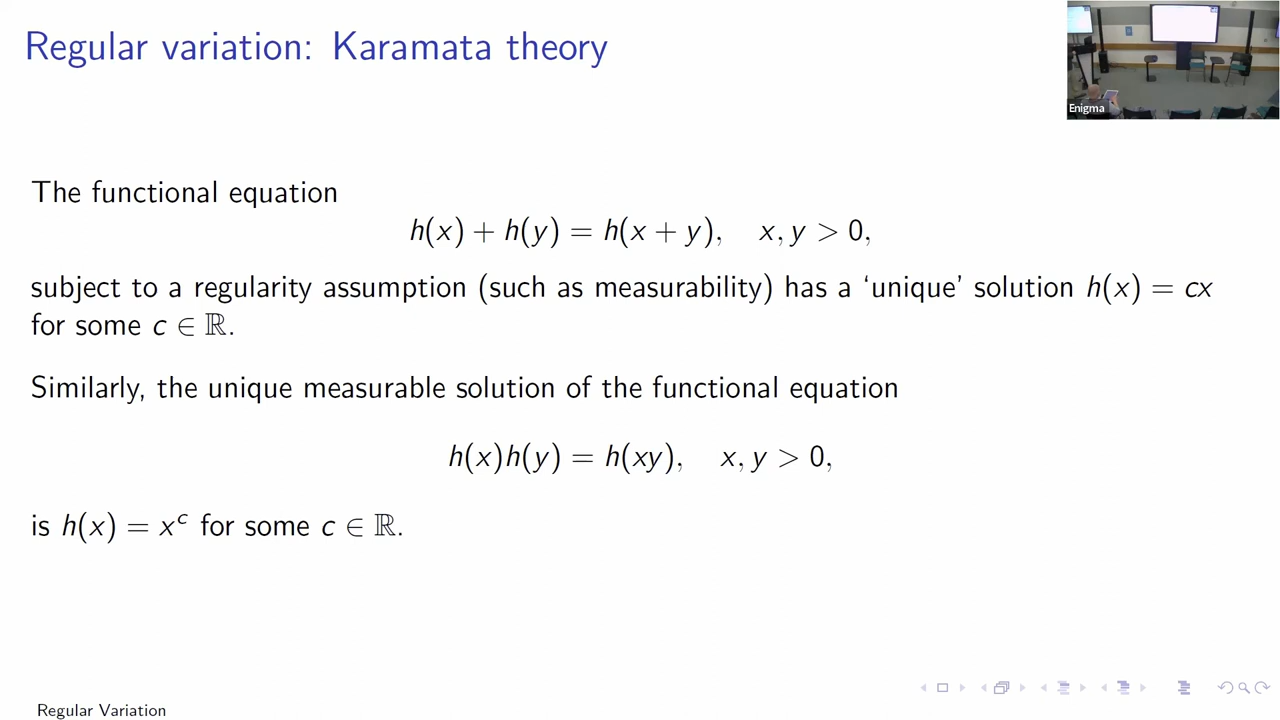 Regular variation: Karamata theory
Enigma
The functional equation
h(x) + h(y) = h(x + y), x, y > 0,
subject to a regularity assumption (such as measurability) has a ‘unique’ solution h(x) = cx
for some c ∈ ℝ.
Similarly, the unique measurable solution of the functional equation
h(x)h(y) = h(xy), x, y > 0,
is h(x) = x^c for some c ∈ ℝ.
Regular Variation